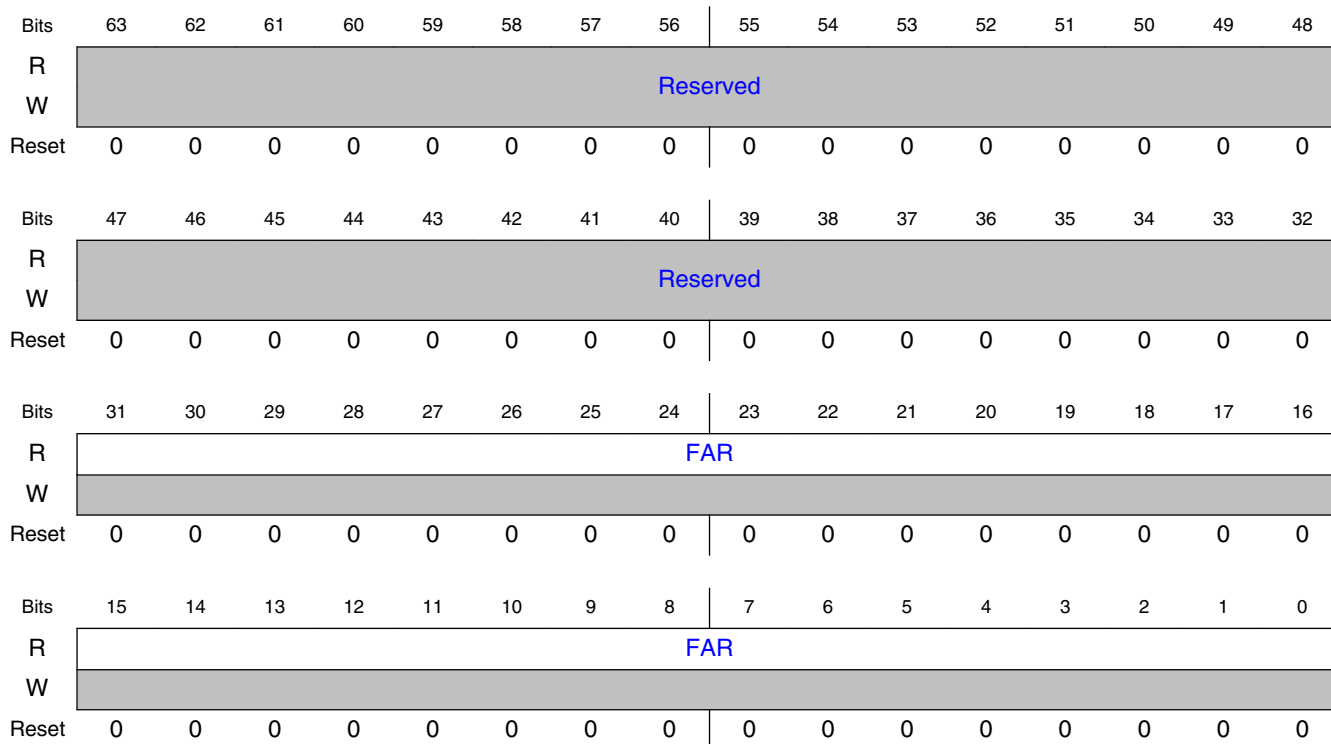 Bits 63 62 61 60 59 58 57 56 55 54 53 52 51 50 49 48
R
Reserved
W
Reset 0 0 0 0 0 0 0 0 0 0 0 0 0 0 0 0
Bits 47 46 45 44 43 42 41 40 39 38 37 36 35 34 33 32
R
Reserved
W
Reset 0 0 0 0 0 0 0 0 0 0 0 0 0 0 0 0
Bits 31 30 29 28 27 26 25 24 23 22 21 20 19 18 17 16
R FAR
W
Reset 0 0 0 0 0 0 0 0 0 0 0 0 0 0 0 0
Bits 15 14 13 12 11 10 9 8 7 6 5 4 3 2 1 0
R FAR
W
Reset 0 0 0 0 0 0 0 0 0 0 0 0 0 0 0 0